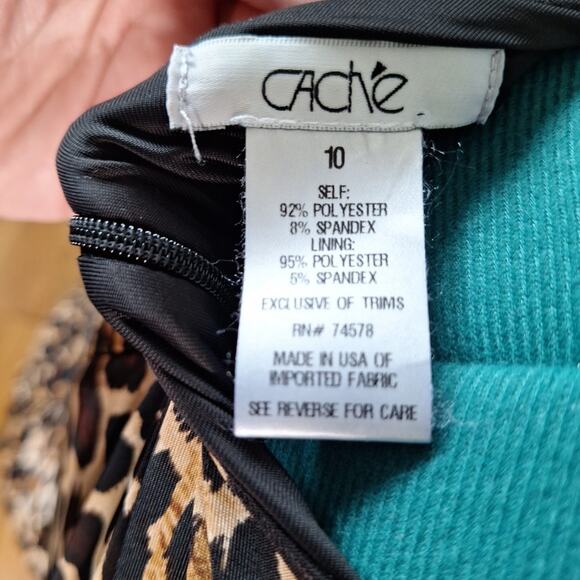 CAChé
10
SELF:
92% POLYESTER
8% SPANDEX
LINING:
95% POLYESTER
5% SPANDEX
EXCLUSIVE OF TRIMS
RN# 74578
MADE IN USA OF
IMPORTED FABRIC
SEE REVERSE FOR CARE